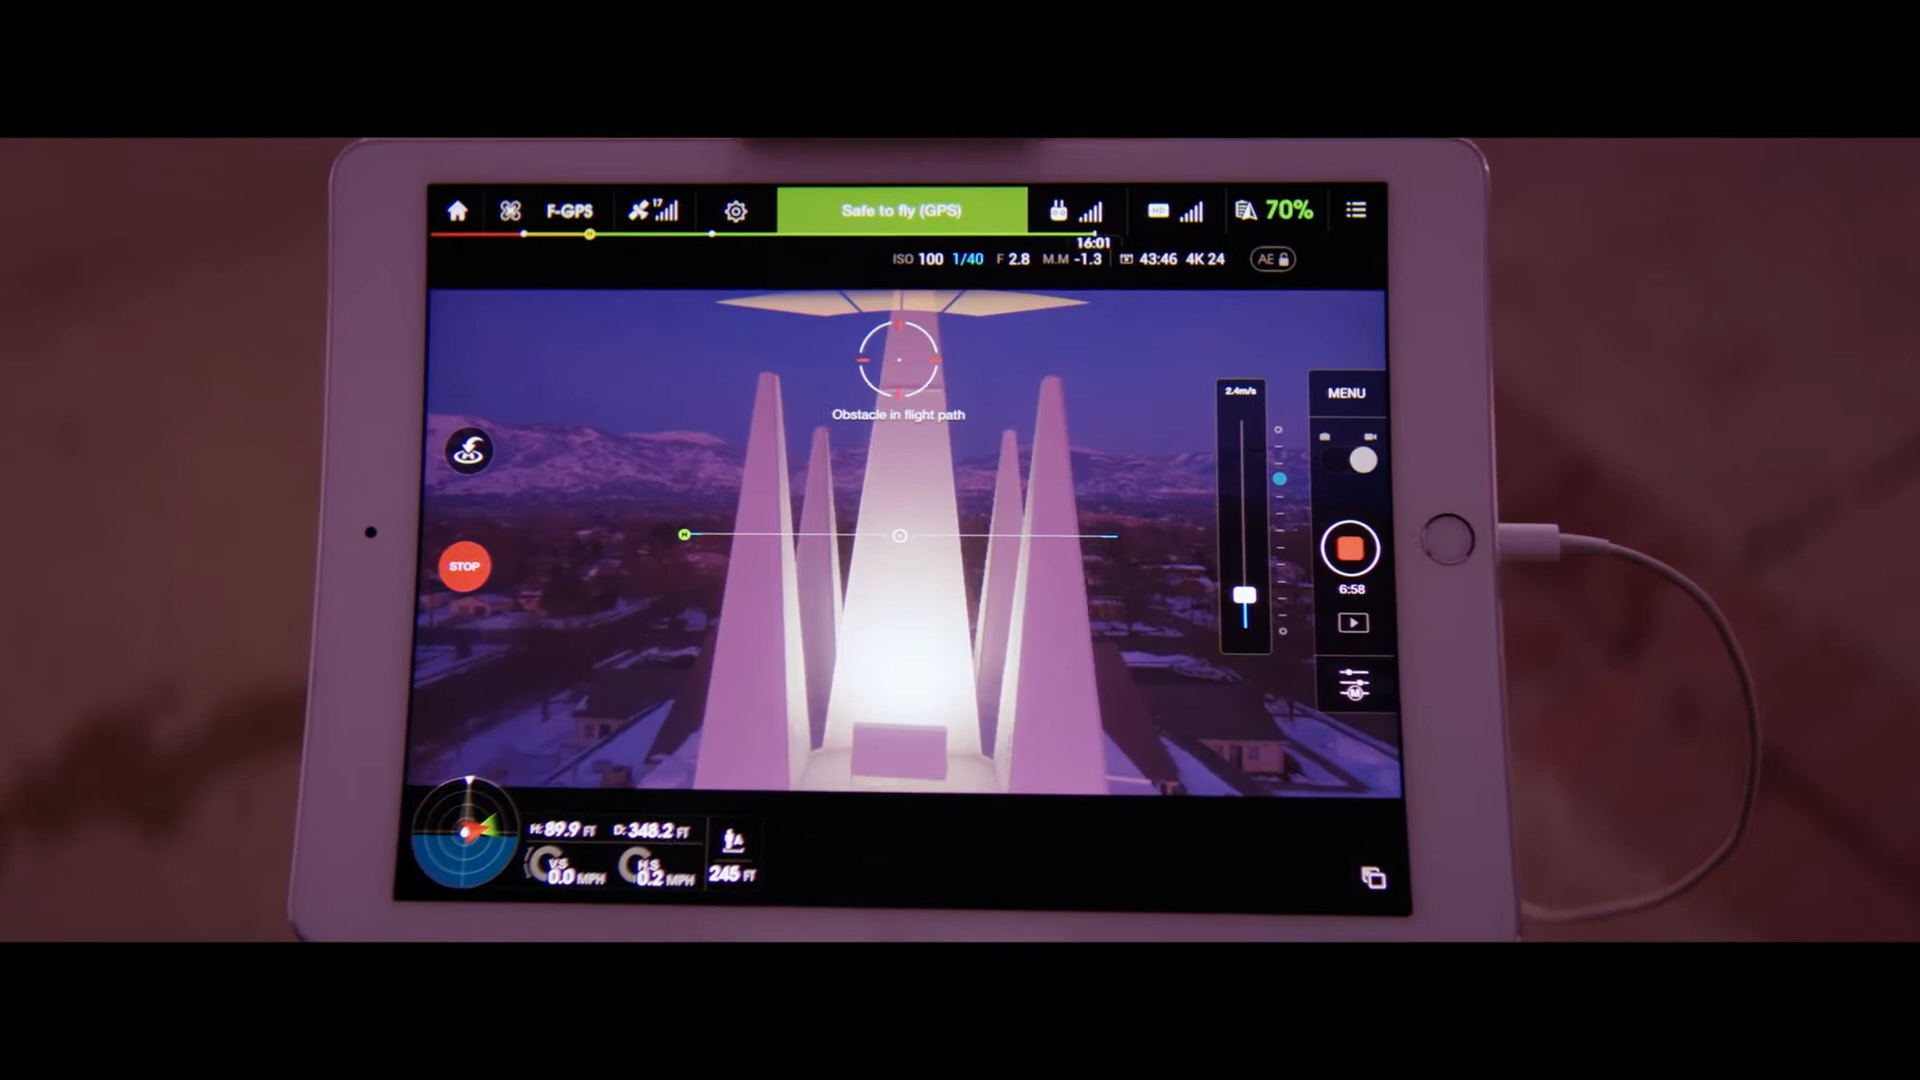 F-GPS 17 Safe to fly (GPS) HD 70%
H
16:01
ISO 100 1/40 F 2.8 M.M -1.3 43:46 4K 24 AE
Obstacle in flight path
2.4m/s
MENU
H
STOP
6:58
M
H: 89.9 FT D: 348.2 FT
VS 0.0 MPH HS 0.2 MPH
A
245 FT